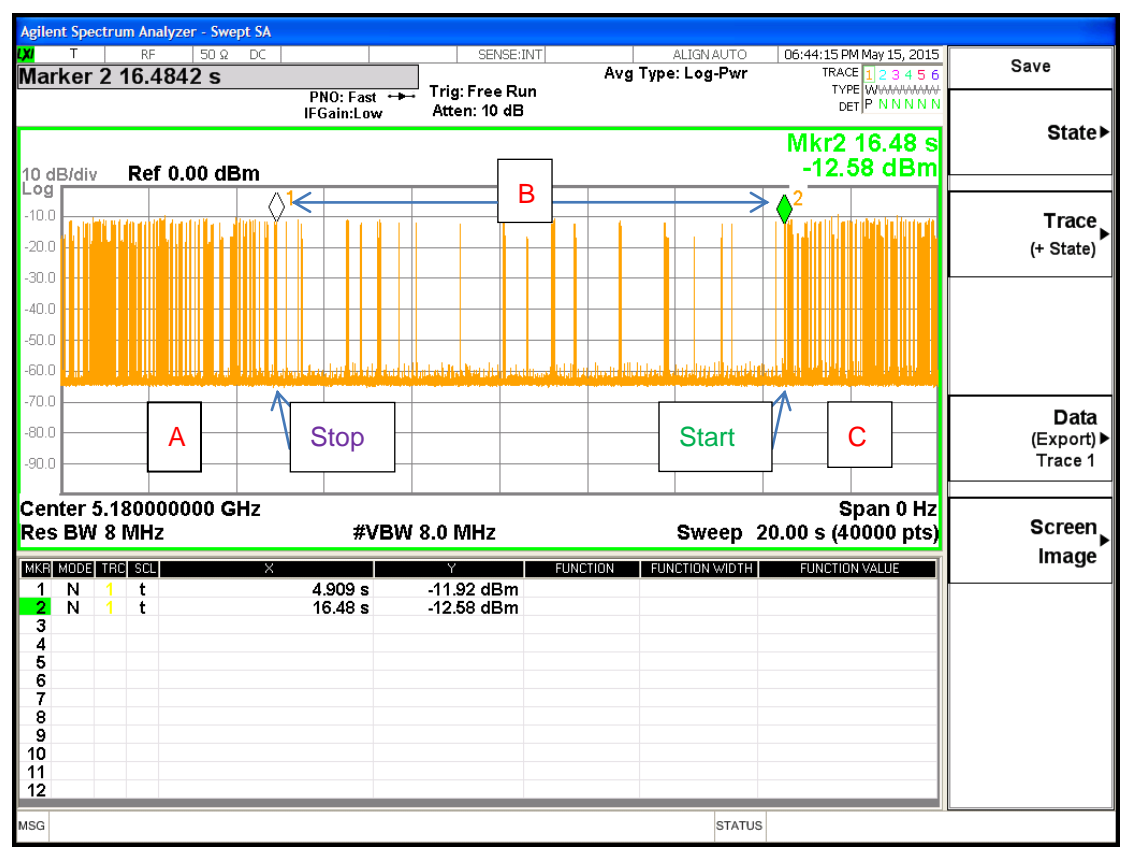 Agilent Spectrum Analyzer - Swept SA
LXI T RF 50 Ω DC SENSE:INT ALIGN AUTO 06:44:15 PM May 15, 2015
Marker 2 16.4842 s
PNO: Fast
IFGain:Low
Trig: Free Run
Atten: 10 dB
Avg Type: Log-Pwr
TRACE 1 2 3 4 5 6
TYPE
DET P N N N N N
Mkr2 16.48 s
-12.58 dBm
10 dB/div Ref 0.00 dBm
Log
-10.0
-20.0
-30.0
-40.0
-50.0
-60.0
-70.0
-80.0
-90.0
1
B
2
A
Stop
Start
C
Center 5.180000000 GHz Span 0 Hz
Res BW 8 MHz #VBW 8.0 MHz Sweep 20.00 s (40000 pts)
MKR MODE TRC SCL X Y FUNCTION FUNCTION WIDTH FUNCTION VALUE
1 N 1 t 4.909 s -11.92 dBm
2 N 1 t 16.48 s -12.58 dBm
3
4
5
6
7
8
9
10
11
12
MSG STATUS
Save
State
Trace
(+ State)
Data
(Export)
Trace 1
Screen
Image